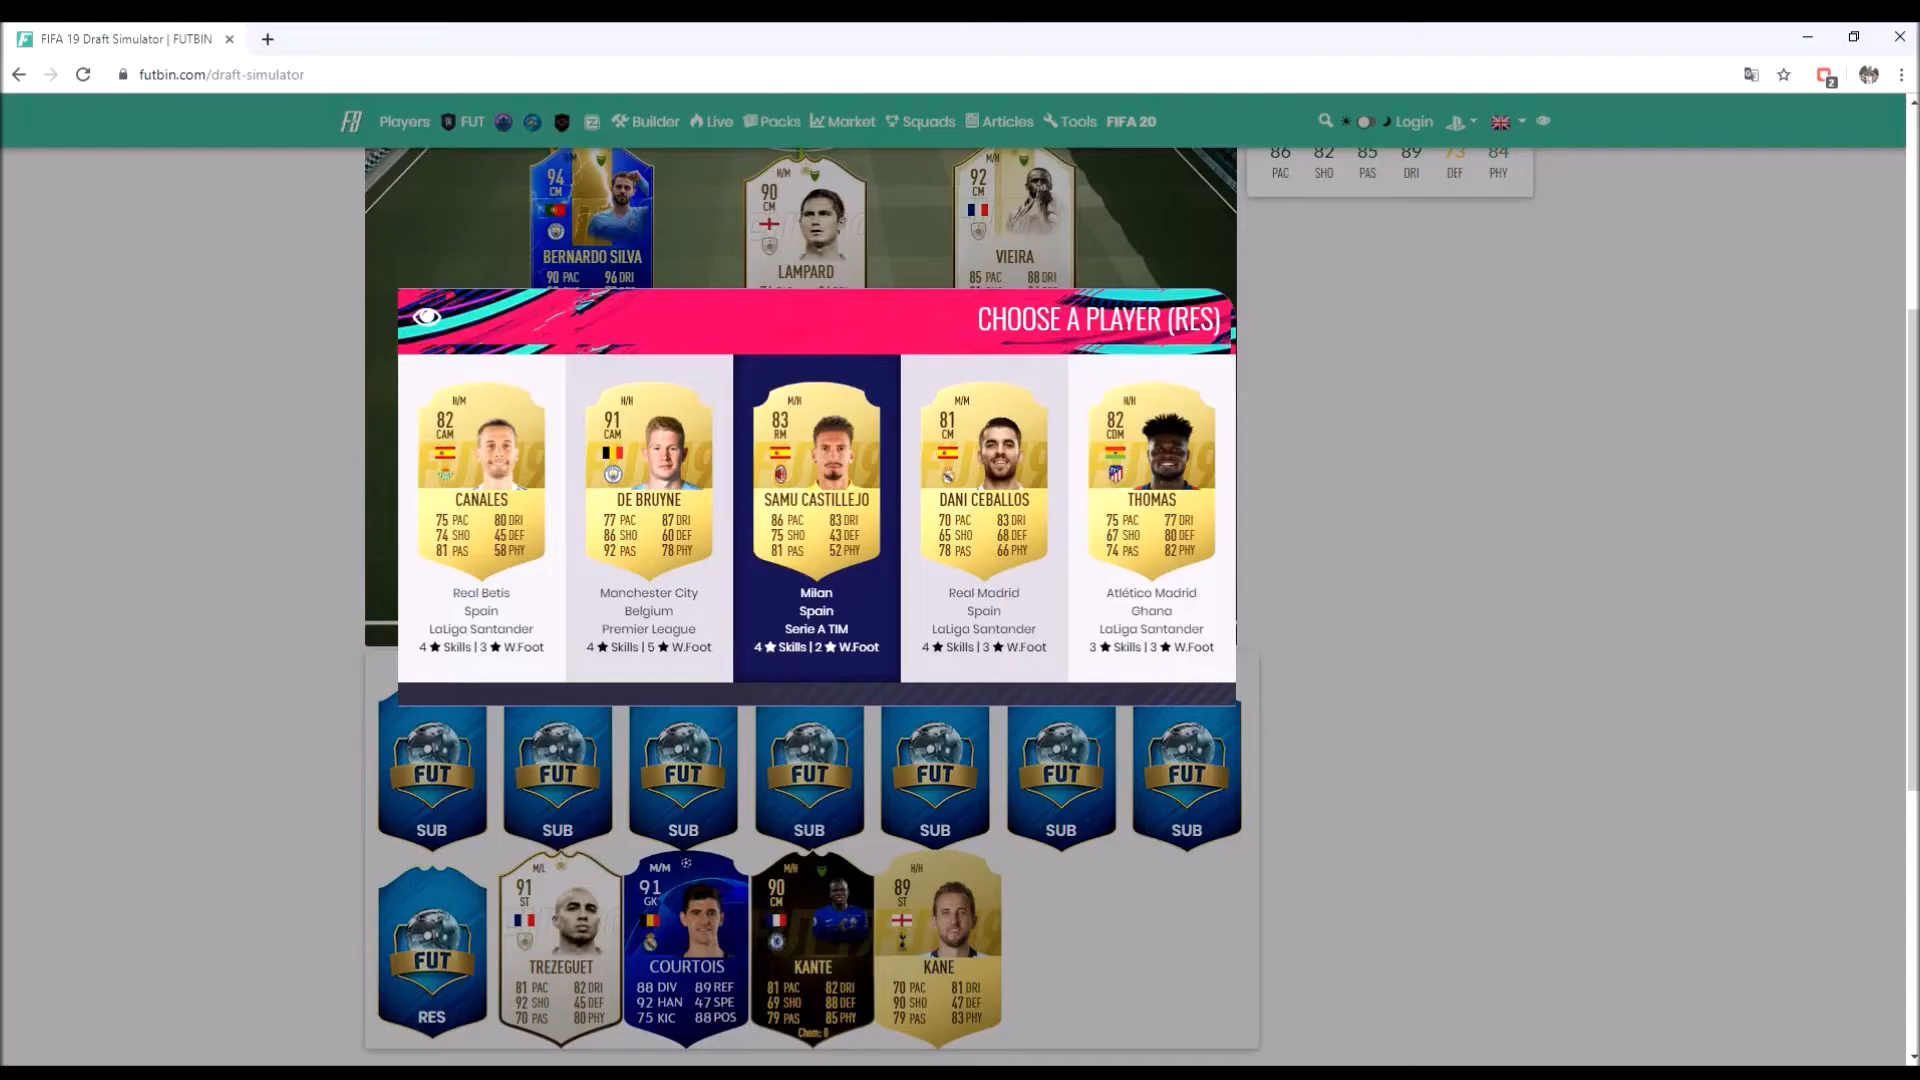 FIFA 19 Draft Simulator | FUTBIN
futbin.com/draft-simulator
Players FUT Builder Live Packs Market Squads Articles Tools FIFA 20 Login
86 82 85 89 73 84
PAC SHO PAS DRI DEF PHY
H/M
94
CM
BERNARDO SILVA
90 PAC 96 DRI
H/M
90
CM
LAMPARD
M/H
92
CM
VIEIRA
85 PAC 88 DRI
CHOOSE A PLAYER (RES)
H/M
82
CAM
CANALES
75 PAC 80 DRI
74 SHO 45 DEF
81 PAS 58 PHY
Real Betis
Spain
LaLiga Santander
4 ★ Skills | 3 ★ W.Foot
H/H
91
CAM
DE BRUYNE
77 PAC 87 DRI
86 SHO 60 DEF
92 PAS 78 PHY
Manchester City
Belgium
Premier League
4 ★ Skills | 5 ★ W.Foot
M/H
83
RM
SAMU CASTILLEJO
86 PAC 83 DRI
75 SHO 43 DEF
81 PAS 52 PHY
Milan
Spain
Serie A TIM
4 ★ Skills | 2 ★ W.Foot
M/M
81
CM
DANI CEBALLOS
70 PAC 83 DRI
65 SHO 68 DEF
78 PAS 66 PHY
Real Madrid
Spain
LaLiga Santander
4 ★ Skills | 3 ★ W.Foot
H/H
82
CDM
THOMAS
75 PAC 77 DRI
67 SHO 80 DEF
74 PAS 82 PHY
Atlético Madrid
Ghana
LaLiga Santander
3 ★ Skills | 3 ★ W.Foot
FUT FUT FUT FUT FUT FUT FUT
SUB SUB SUB SUB SUB SUB SUB
FUT
RES
M/L
91
ST
TREZEGUET
81 PAC 82 DRI
92 SHO 45 DEF
70 PAS 80 PHY
M/M
91
GK
COURTOIS
88 DIV 89 REF
92 HAN 47 SPE
75 KIC 88 POS
M/H
90
CM
KANTE
81 PAC 82 DRI
69 SHO 88 DEF
79 PAS 85 PHY
Chem: 0
H/H
89
ST
KANE
70 PAC 81 DRI
90 SHO 47 DEF
79 PAS 83 PHY